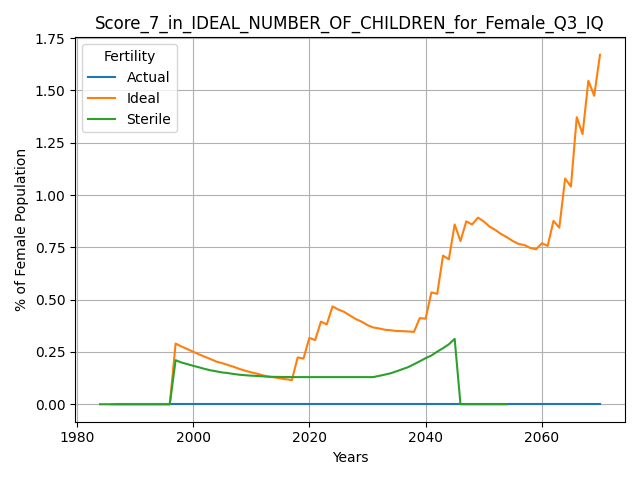 Score_7_in_IDEAL_NUMBER_OF_CHILDREN_for_Female_Q3_IQ
Fertility
Actual
Ideal
Sterile
% of Female Population
1.75
1.50
1.25
1.00
0.75
0.50
0.25
0.00
1980 2000 2020 2040 2060
Years